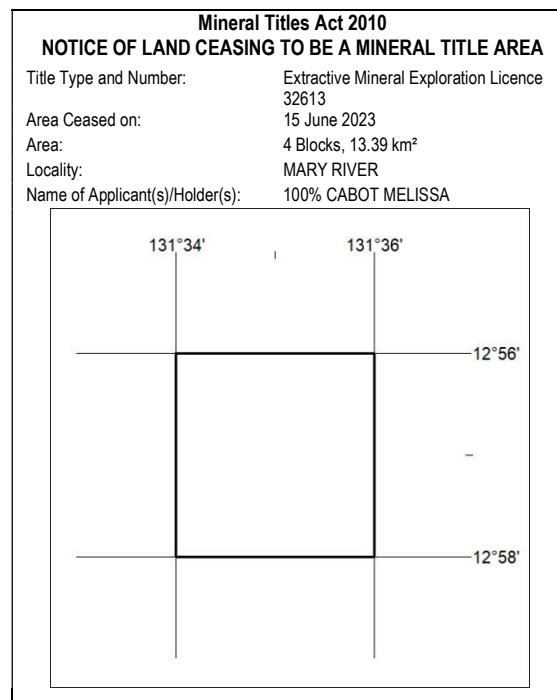 Mineral Titles Act 2010
NOTICE OF LAND CEASING TO BE A MINERAL TITLE AREA
Title Type and Number: Extractive Mineral Exploration Licence
32613
Area Ceased on: 15 June 2023
Area: 4 Blocks, 13.39 km²
Locality: MARY RIVER
Name of Applicant(s)/Holder(s): 100% CABOT MELISSA
131°34' 131°36'
12°56'
12°58'